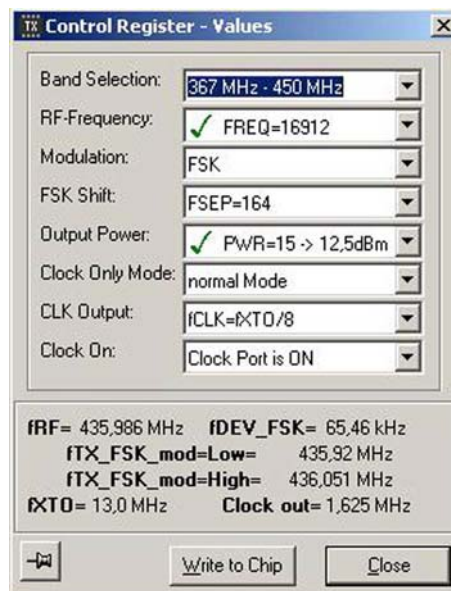 TX Control Register - Values
Band Selection: 367 MHz - 450 MHz
RF-Frequency: FREQ=16912
Modulation: FSK
FSK Shift: FSEP=164
Output Power: PWR=15 -> 12,5dBm
Clock Only Mode: normal Mode
CLK Output: fCLK=fXTO/8
Clock On: Clock Port is ON
fRF= 435,986 MHz fDEV_FSK= 65,46 kHz
fTX_FSK_mod=Low= 435,92 MHz
fTX_FSK_mod=High= 436,051 MHz
fXTO= 13,0 MHz Clock out= 1,625 MHz
Write to Chip Close